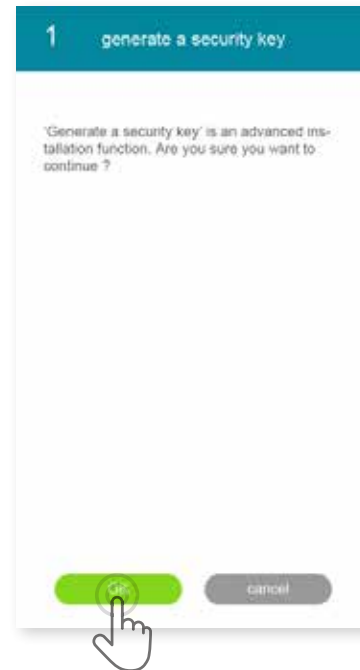 1 generate a security key
'Generate a security key' is an advanced ins-
tallation function. Are you sure you want to
continue ?
OK cancel